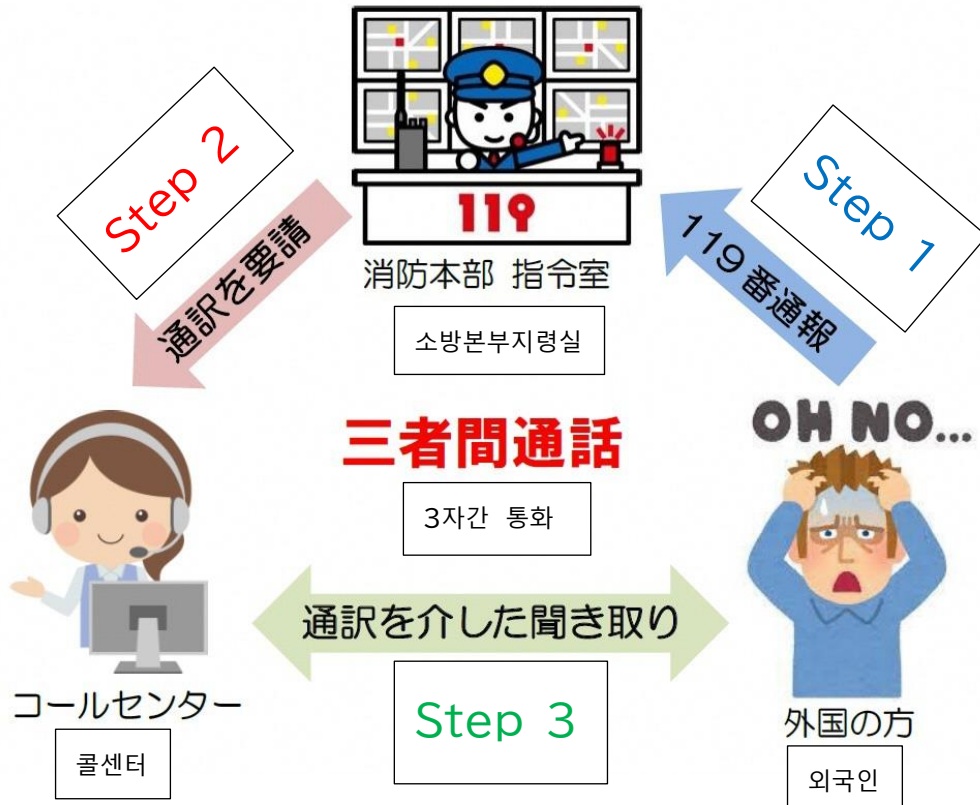 119
消防本部 指令室
소방본부지령실
Step 1
119番通報
Step 2
通訳を要請
三者間通話
3자간 통화
OH NO...
通訳を介した聞き取り
Step 3
コールセンター
콜센터
外国の方
외국인